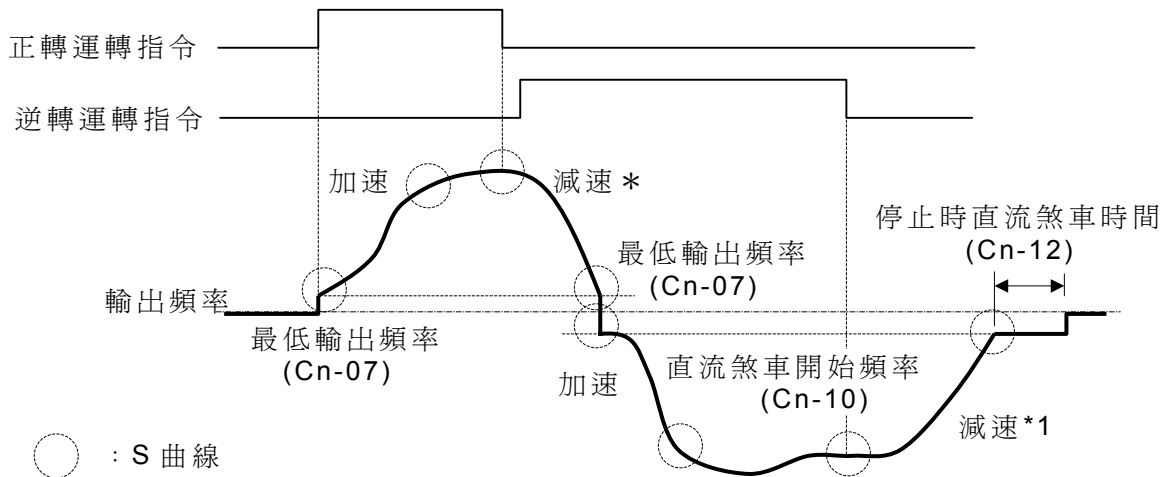 正轉運轉指令
逆轉運轉指令
加速
減速＊
停止時直流煞車時間
(Cn-12)
最低輸出頻率
(Cn-07)
輸出頻率
最低輸出頻率
(Cn-07)
加速
直流煞車開始頻率
(Cn-10)
減速*1
：S 曲線